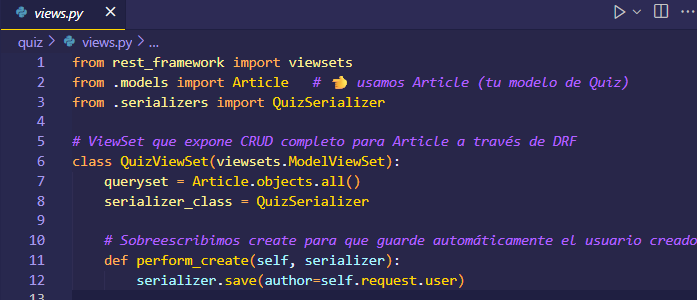 views.py
quiz > views.py > ...
1 from rest_framework import viewsets
2 from .models import Article # 👈 usamos Article (tu modelo de Quiz)
3 from .serializers import QuizSerializer
4
5 # ViewSet que expone CRUD completo para Article a través de DRF
6 class QuizViewSet(viewsets.ModelViewSet):
7 queryset = Article.objects.all()
8 serializer_class = QuizSerializer
9
10 # Sobreescribimos create para que guarde automáticamente el usuario creado
11 def perform_create(self, serializer):
12 serializer.save(author=self.request.user)
13